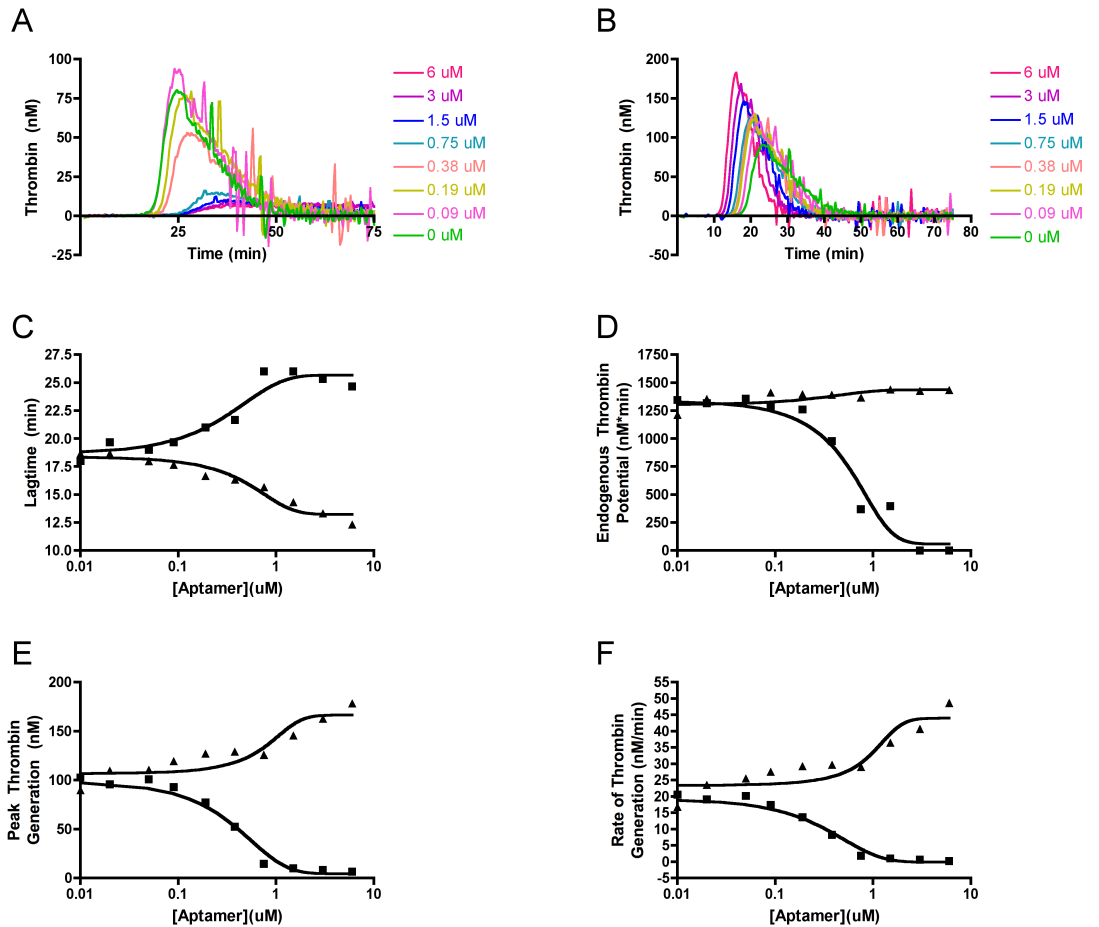 A
Thrombin (nM)
100
75
50
25
0
-25
25
50
75
Time (min)
6 uM
3 uM
1.5 uM
0.75 uM
0.38 uM
0.19 uM
0.09 uM
0 uM
B
Thrombin (nM)
200
150
100
50
0
-50
10 20 30 40 50 60 70 80
Time (min)
6 uM
3 uM
1.5 uM
0.75 uM
0.38 uM
0.19 uM
0.09 uM
0 uM
C
Lagtime (min)
27.5
25.0
22.5
20.0
17.5
15.0
12.5
10.0
0.01 0.1 1 10
[Aptamer](uM)
D
Endogenous Thrombin
Potential (nM*min)
1750
1500
1250
1000
750
500
250
0
0.01 0.1 1 10
[Aptamer](uM)
E
Peak Thrombin
Generation (nM)
200
150
100
50
0
0.01 0.1 1 10
[Aptamer](uM)
F
Rate of Thrombin
Generation (nM/min)
55
50
45
40
35
30
25
20
15
10
5
0
-5
0.01 0.1 1 10
[Aptamer](uM)